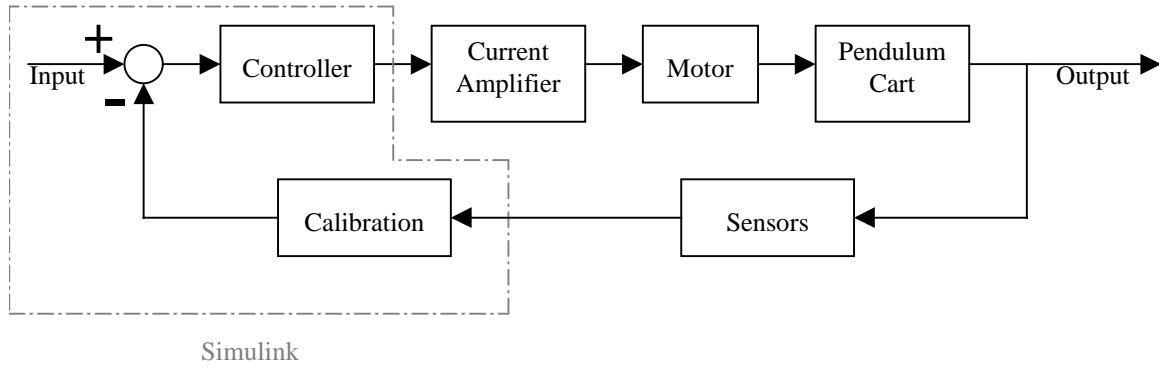 +
Input
-
Controller
Current
Amplifier
Motor
Pendulum
Cart
Output
Calibration
Sensors
Simulink